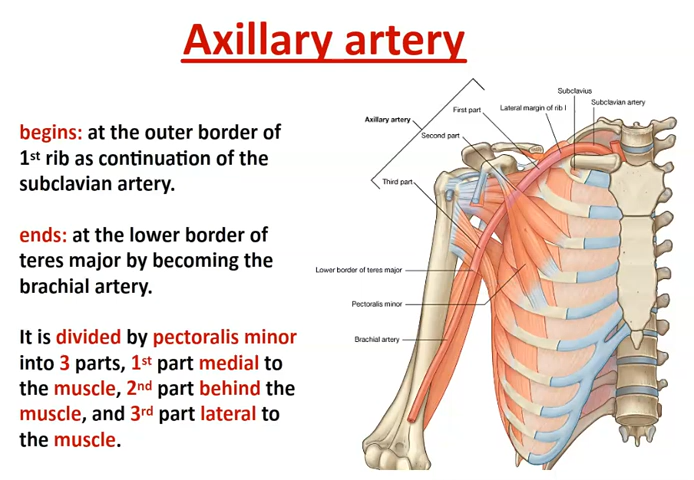 Axillary artery
begins: at the outer border of
1st rib as continuation of the
subclavian artery.
ends: at the lower border of
teres major by becoming the
brachial artery.
It is divided by pectoralis minor
into 3 parts, 1st part medial to
the muscle, 2nd part behind the
muscle, and 3rd part lateral to
the muscle.
Subclavius
Subclavian artery
Lateral margin of rib I
First part
Axillary artery
Second part
Third part
Lower border of teres major
Pectoralis minor
Brachial artery